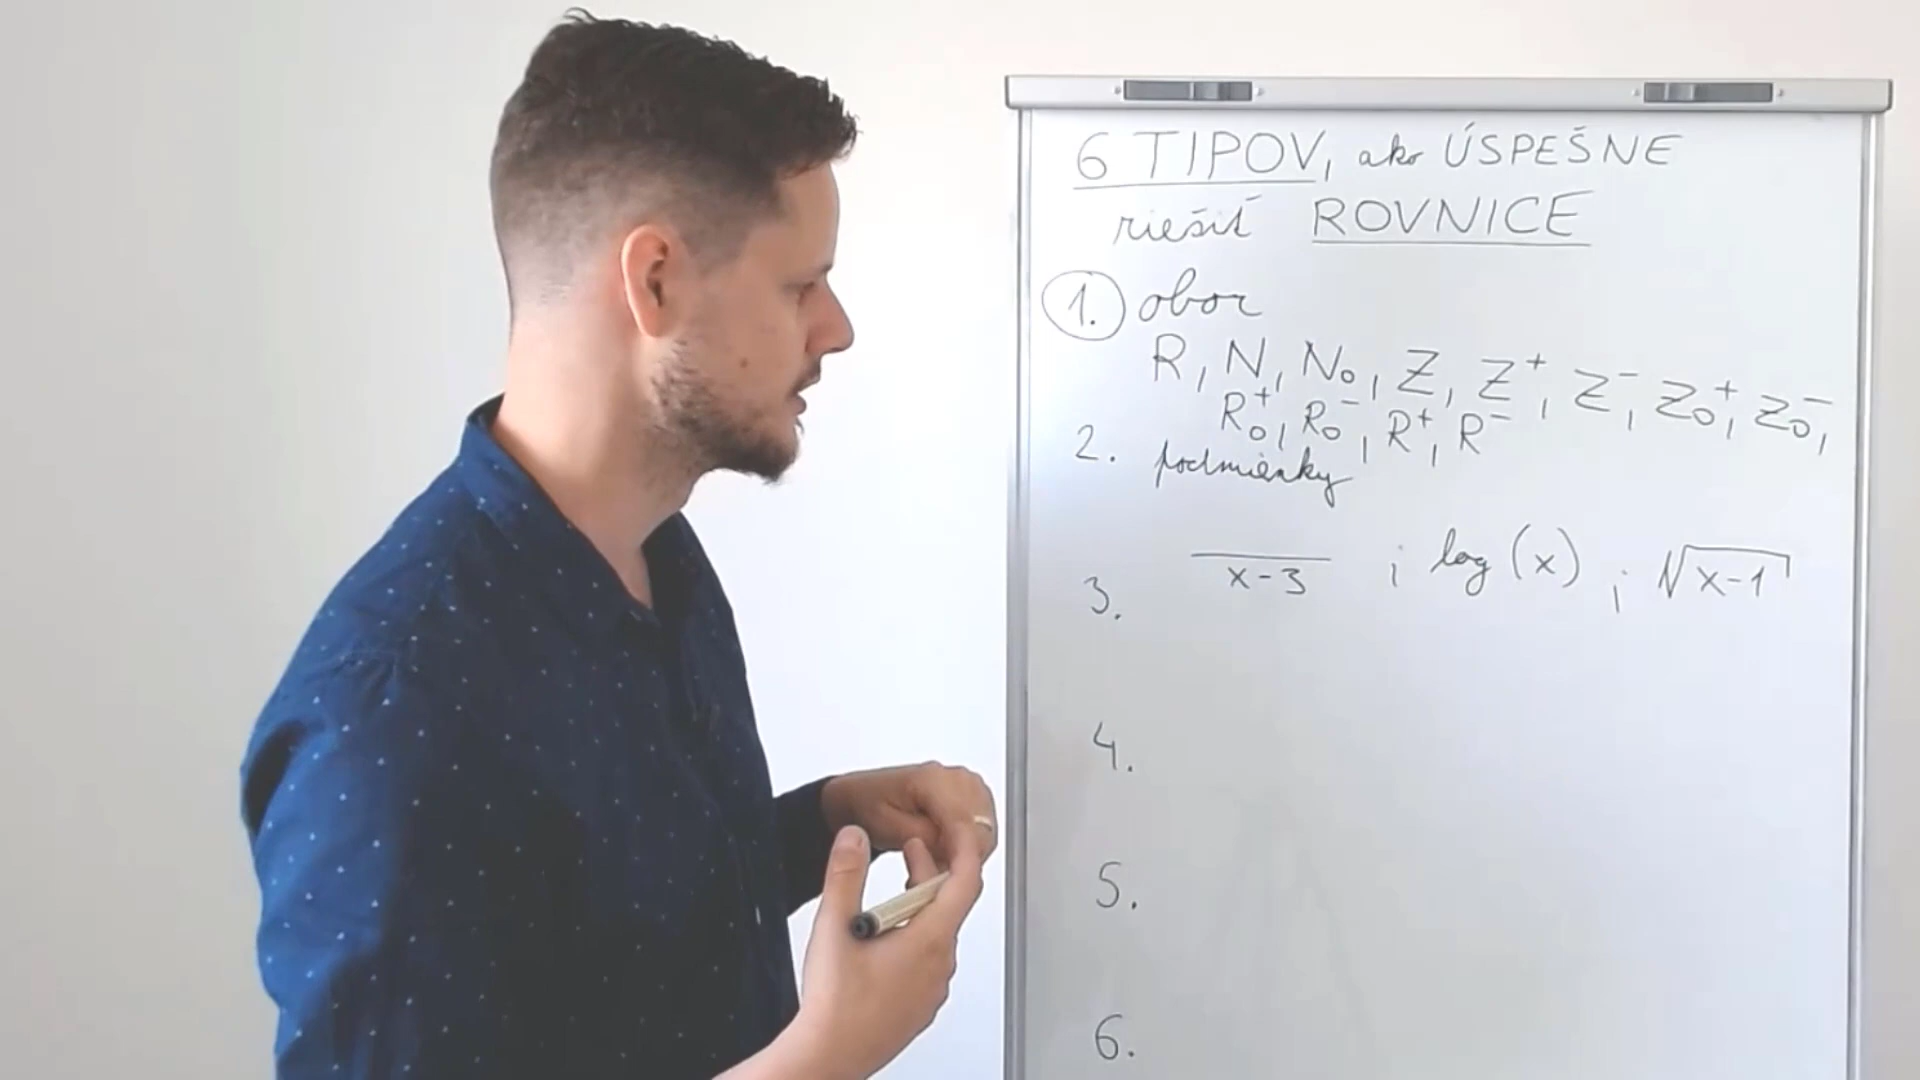 6 TIPOV, ako ÚSPEŠNE
riešiť ROVNICE
1. obor
R, N, N₀, Z, Z⁺, Z⁻, Z₀⁺, Z₀⁻,
R₀⁺, R₀⁻, R⁺, R⁻
2. podmienky
x-3 ; log(x) ; √x-1
3.
4.
5.
6.